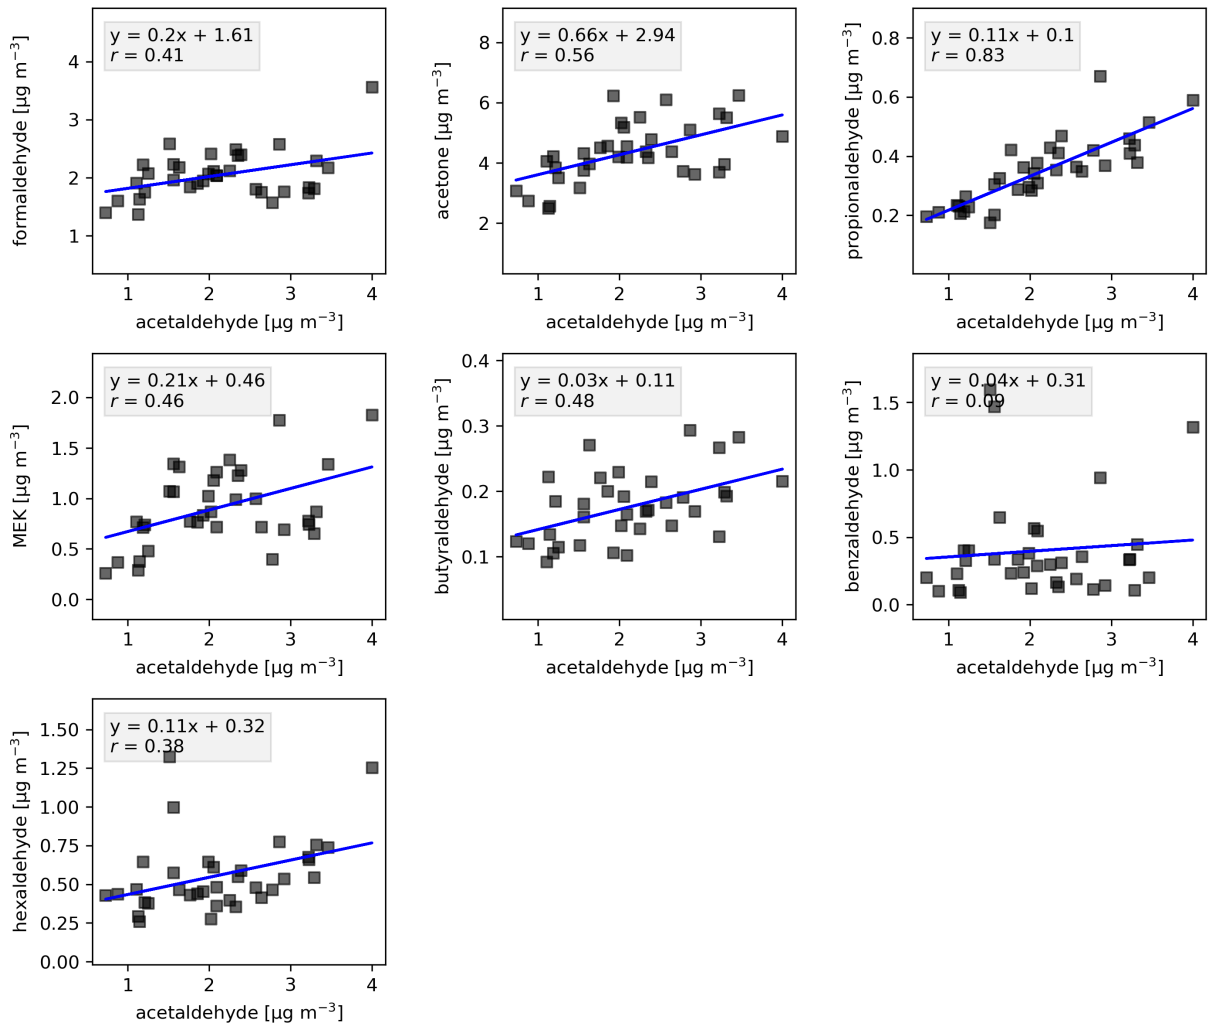 y = 0.2x + 1.61
r = 0.41
formaldehyde [µg m⁻³]
4
3
2
1
1 2 3 4
acetaldehyde [µg m⁻³]
y = 0.66x + 2.94
r = 0.56
acetone [µg m⁻³]
8
6
4
2
1 2 3 4
acetaldehyde [µg m⁻³]
y = 0.11x + 0.1
r = 0.83
propionaldehyde [µg m⁻³]
0.8
0.6
0.4
0.2
1 2 3 4
acetaldehyde [µg m⁻³]
y = 0.21x + 0.46
r = 0.46
MEK [µg m⁻³]
2.0
1.5
1.0
0.5
0.0
1 2 3 4
acetaldehyde [µg m⁻³]
y = 0.03x + 0.11
r = 0.48
butyraldehyde [µg m⁻³]
0.4
0.3
0.2
0.1
1 2 3 4
acetaldehyde [µg m⁻³]
y = 0.04x + 0.31
r = 0.09
benzaldehyde [µg m⁻³]
1.5
1.0
0.5
0.0
1 2 3 4
acetaldehyde [µg m⁻³]
y = 0.11x + 0.32
r = 0.38
hexaldehyde [µg m⁻³]
1.50
1.25
1.00
0.75
0.50
0.25
0.00
1 2 3 4
acetaldehyde [µg m⁻³]